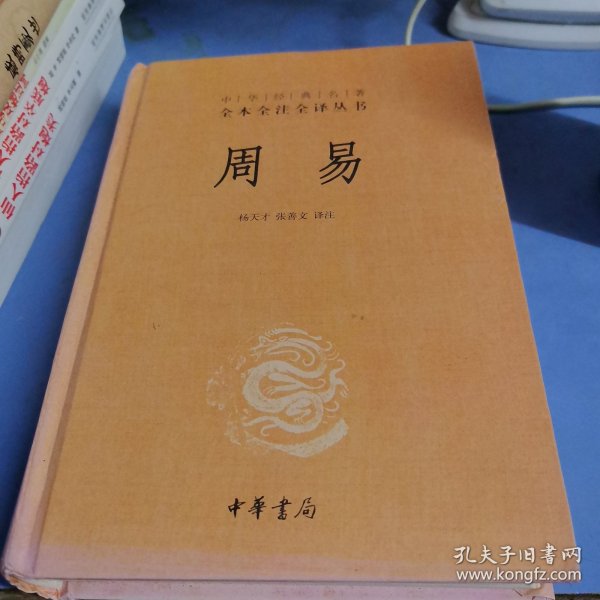 中华经典名著
全本全注全译丛书
周易
杨天才 张善文 译注
中華書局
孔夫子旧书网
www.kongfz.com